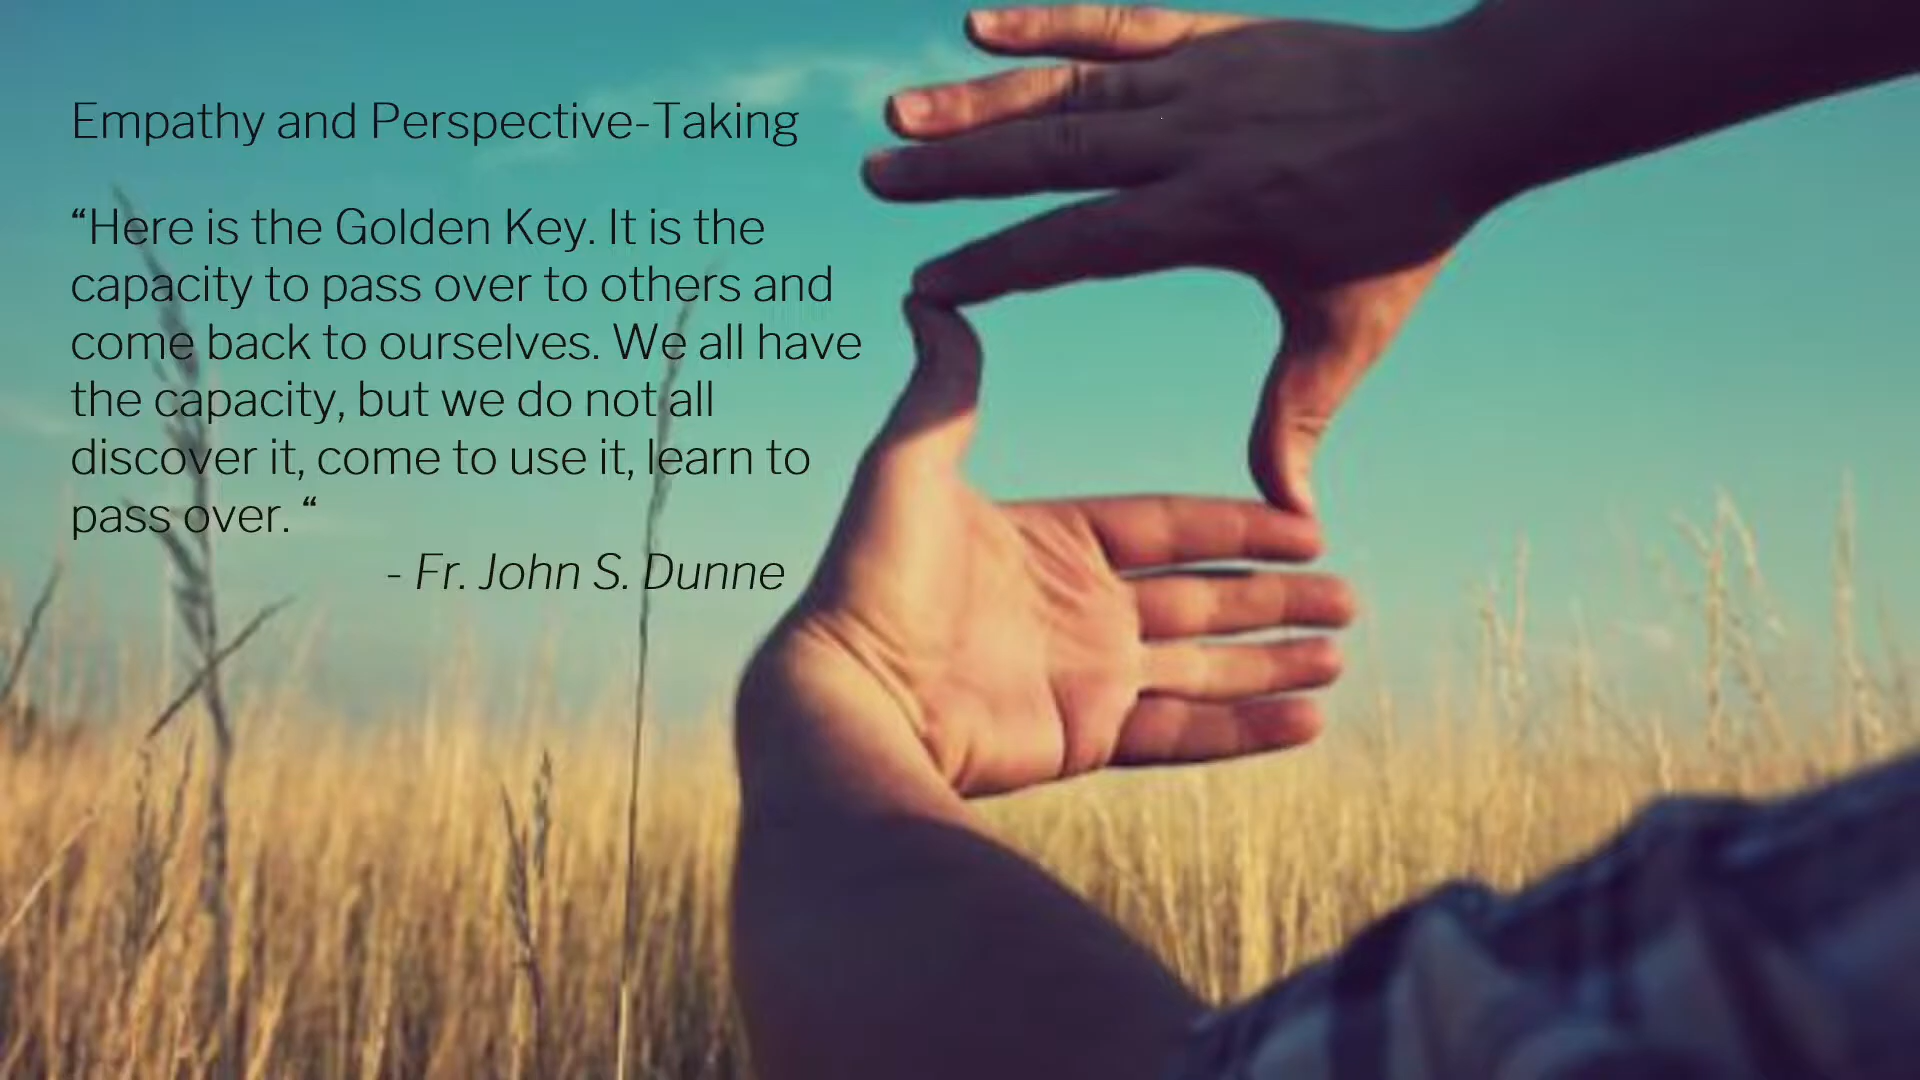 Empathy and Perspective-Taking
“Here is the Golden Key. It is the
capacity to pass over to others and
come back to ourselves. We all have
the capacity, but we do not all
discover it, come to use it, learn to
pass over. “
- Fr. John S. Dunne